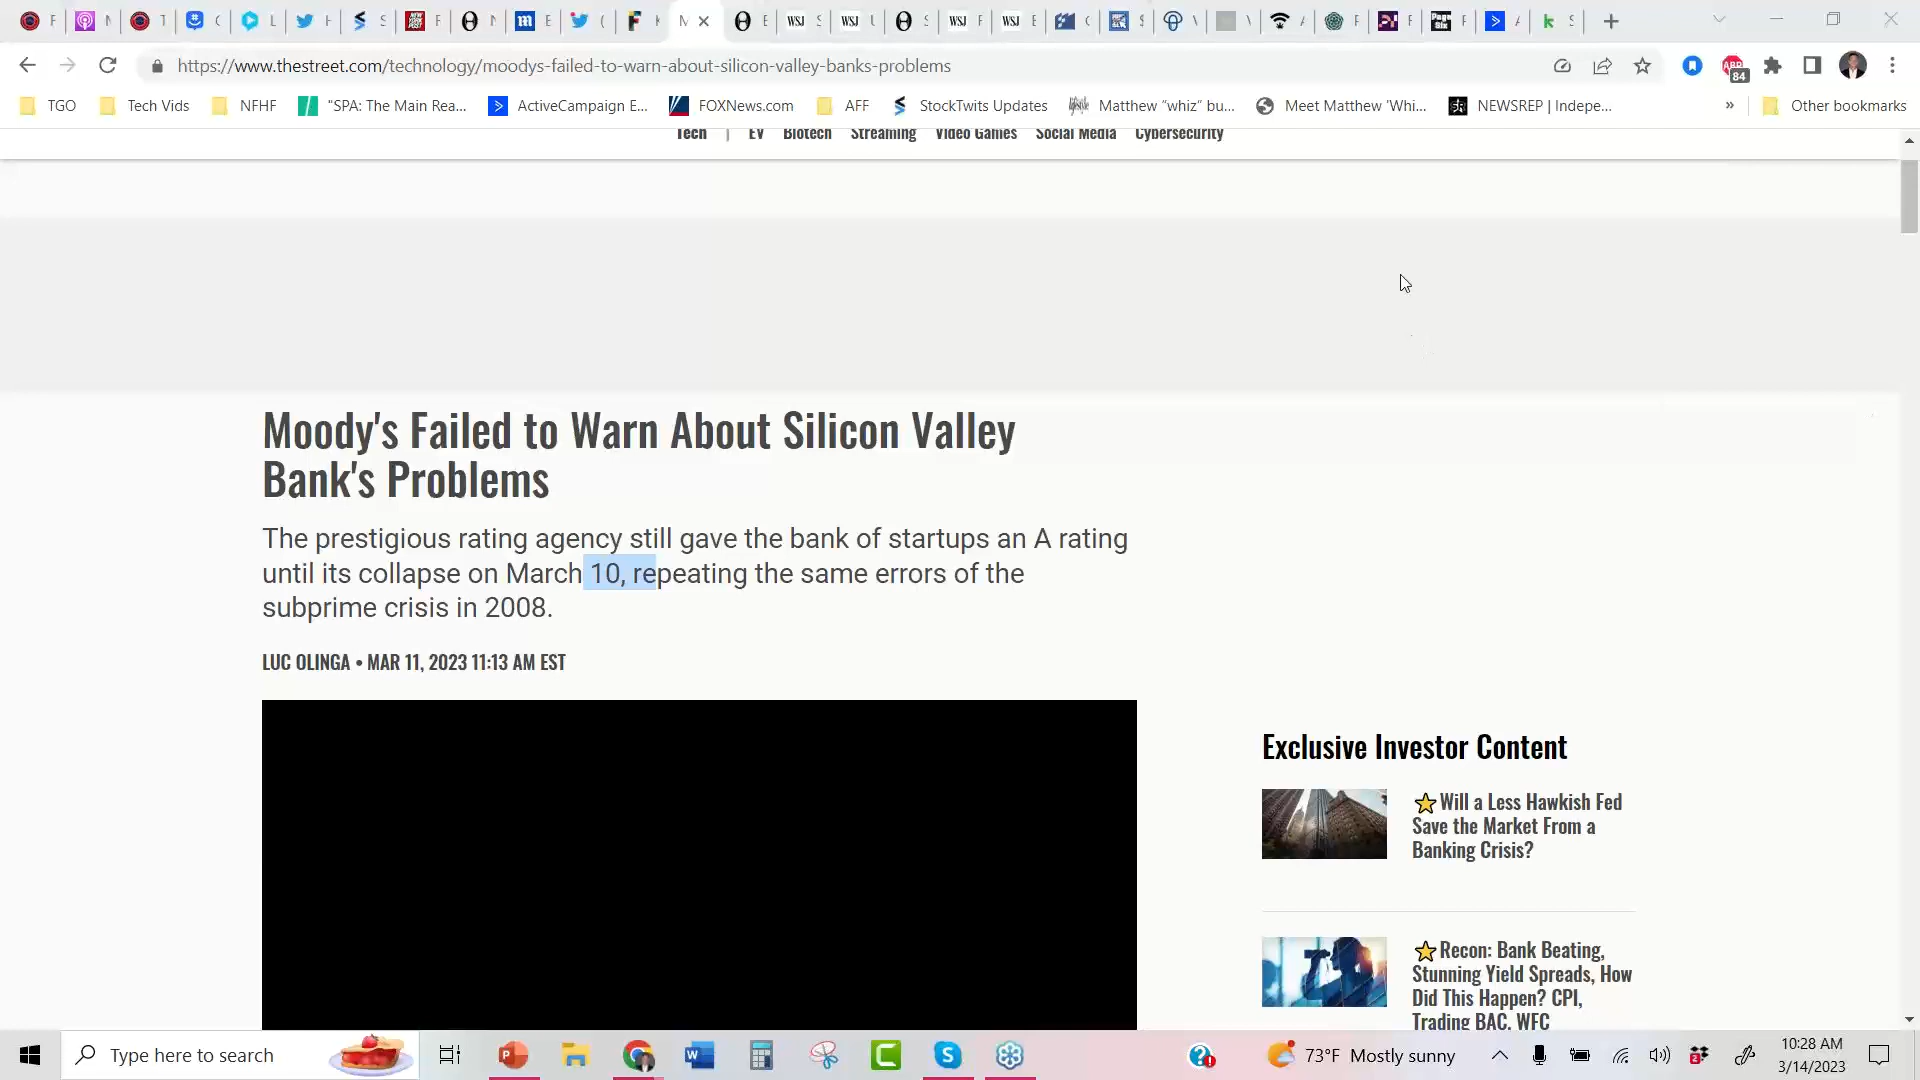 https://www.thestreet.com/technology/moodys-failed-to-warn-about-silicon-valley-banks-problems
84
TGO
Tech Vids
NFHF
"SPA: The Main Rea...
ActiveCampaign E...
FOXNews.com
AFF
StockTwits Updates
Matthew “whiz” bu...
Meet Matthew 'Whi...
NEWSREP | Indepe...
»
Other bookmarks
Tech | EV Biotech Streaming Video Games Social Media Cybersecurity
Moody's Failed to Warn About Silicon Valley
Bank's Problems
The prestigious rating agency still gave the bank of startups an A rating
until its collapse on March 10, repeating the same errors of the
subprime crisis in 2008.
LUC OLINGA • MAR 11, 2023 11:13 AM EST
Exclusive Investor Content
Will a Less Hawkish Fed
Save the Market From a
Banking Crisis?
Recon: Bank Beating,
Stunning Yield Spreads, How
Did This Happen? CPI,
Trading BAC, WFC
Type here to search
73°F Mostly sunny
10:28 AM
3/14/2023